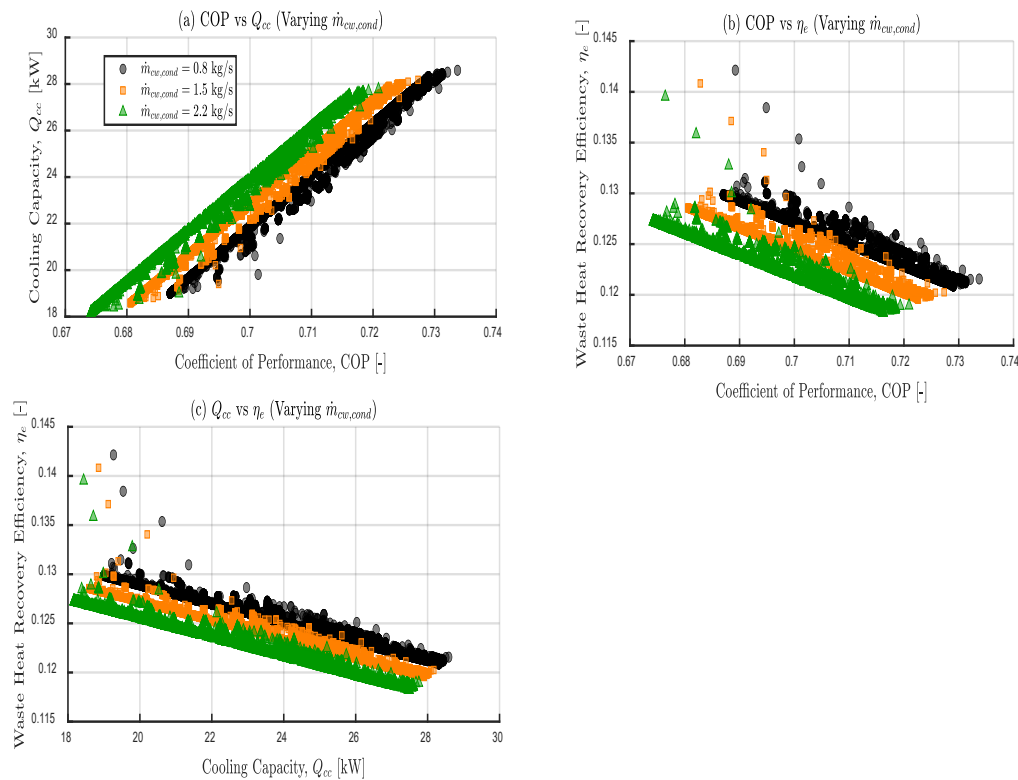 (a) COP vs Q_cc (Varying ṁ_cw,cond)
Cooling Capacity, Q_cc [kW]
30
28
26
24
22
20
18
ṁ_cw,cond = 0.8 kg/s
ṁ_cw,cond = 1.5 kg/s
ṁ_cw,cond = 2.2 kg/s
0.67 0.68 0.69 0.7 0.71 0.72 0.73 0.74
Coefficient of Performance, COP [-]
(b) COP vs η_e (Varying ṁ_cw,cond)
Waste Heat Recovery Efficiency, η_e [-]
0.145
0.14
0.135
0.13
0.125
0.12
0.115
0.67 0.68 0.69 0.7 0.71 0.72 0.73 0.74
Coefficient of Performance, COP [-]
(c) Q_cc vs η_e (Varying ṁ_cw,cond)
Waste Heat Recovery Efficiency, η_e [-]
0.145
0.14
0.135
0.13
0.125
0.12
0.115
18 20 22 24 26 28 30
Cooling Capacity, Q_cc [kW]